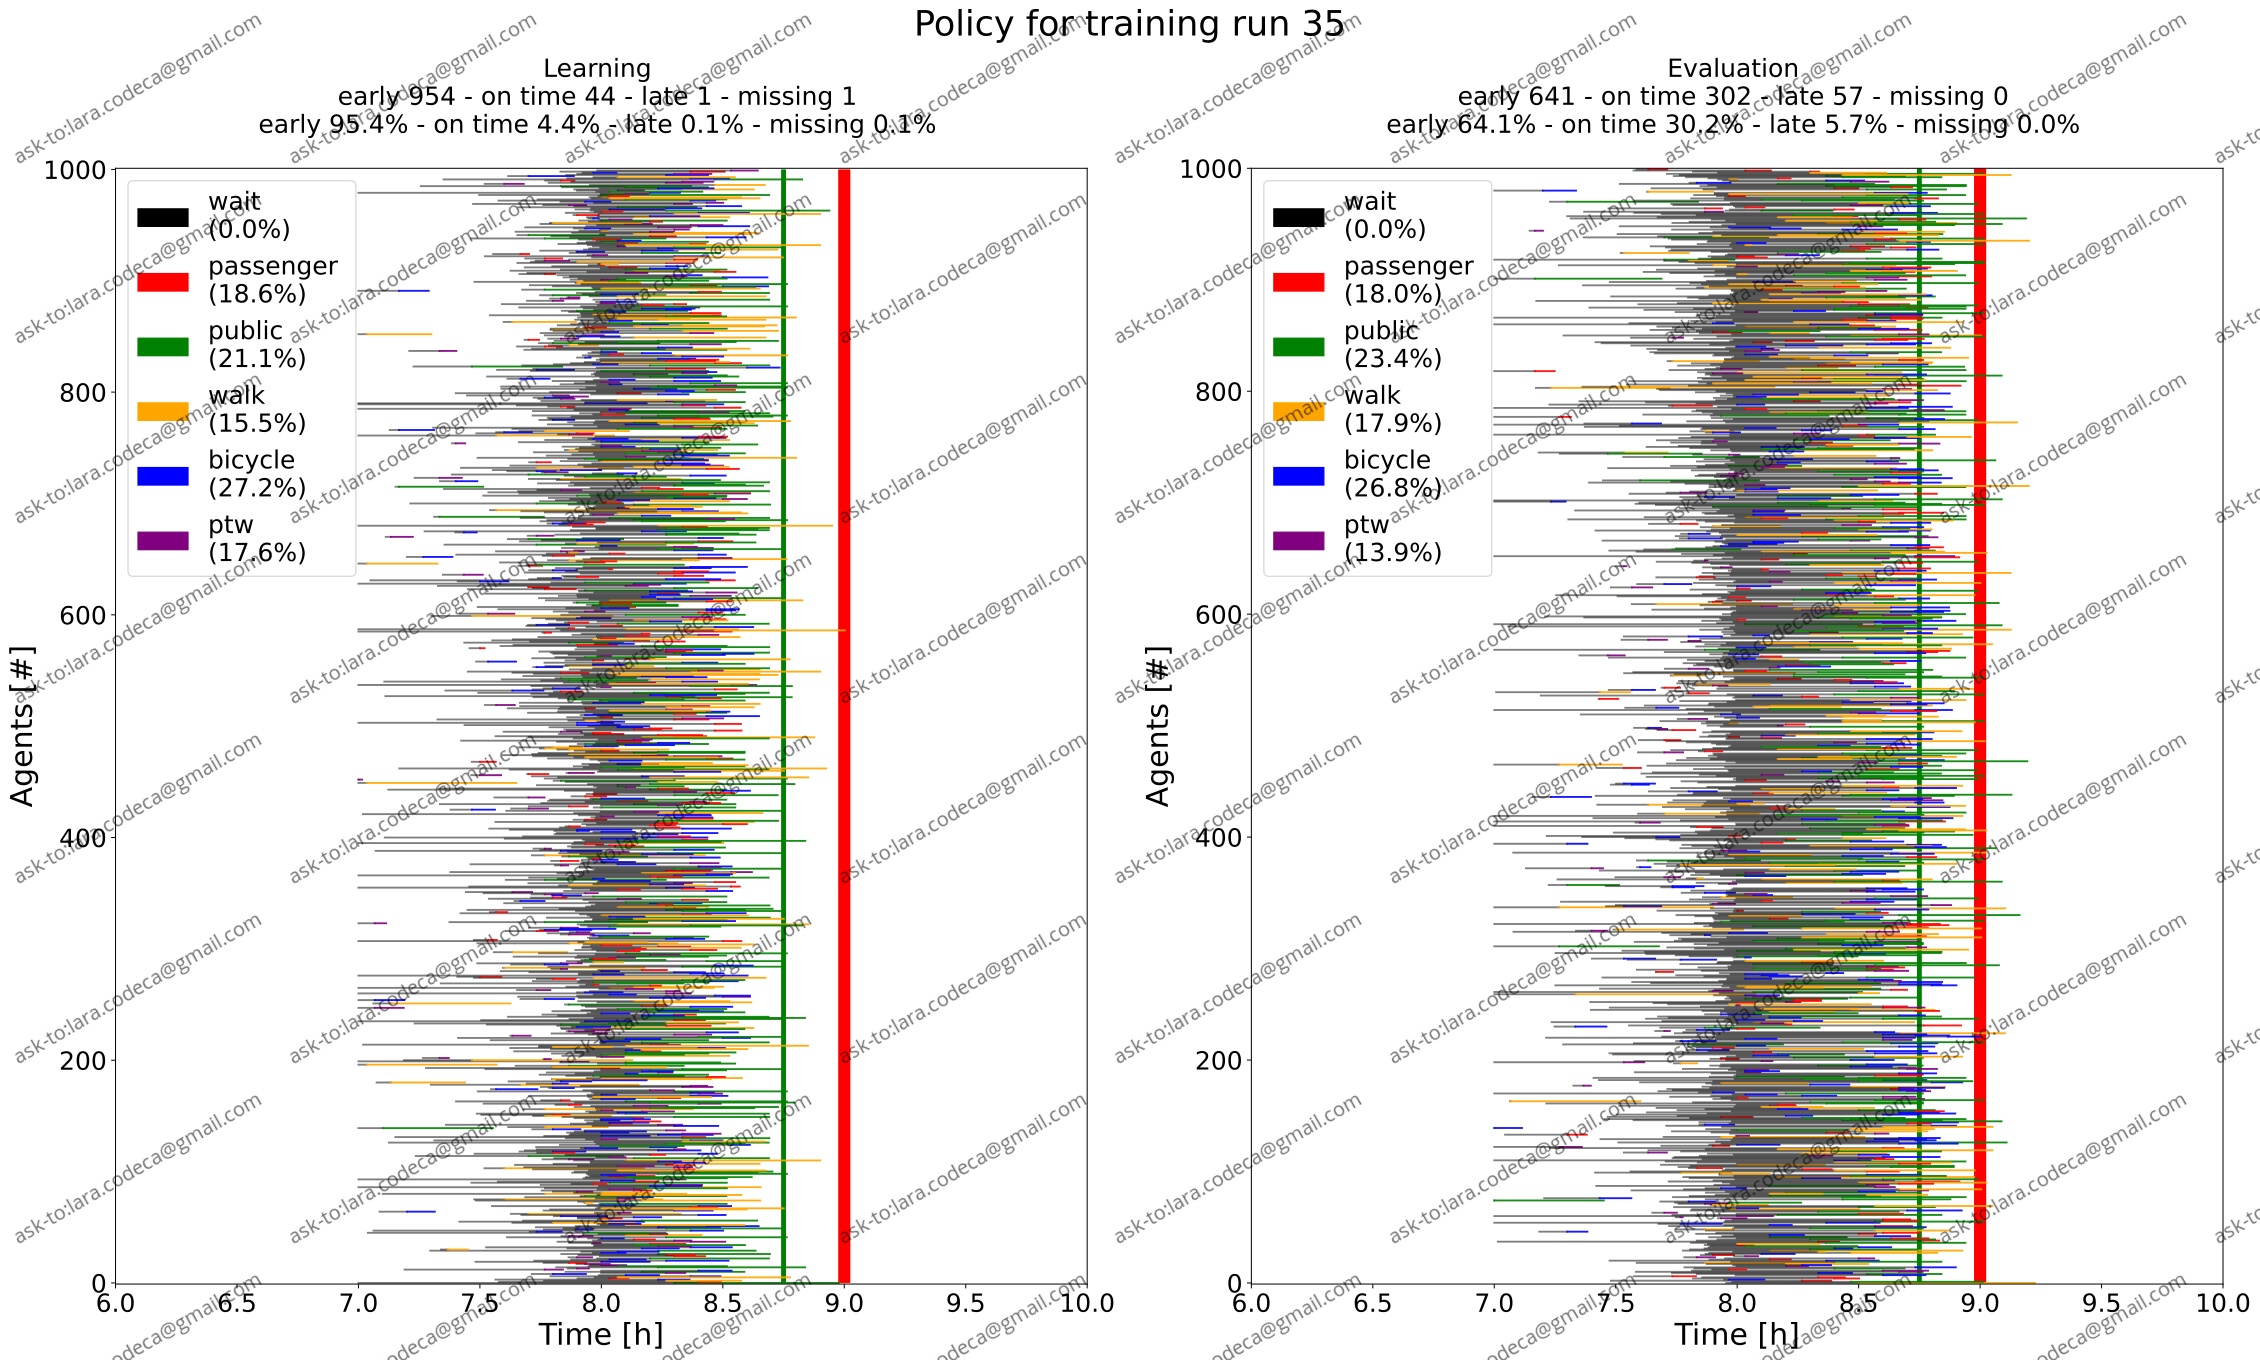 Policy for training run 35
Learning
early 954 - on time 44 - late 1 - missing 1
early 95.4% - on time 4.4% - late 0.1% - missing 0.1%
Agents [#]
1000
800
600
400
200
0
wait
(0.0%)
passenger
(18.6%)
public
(21.1%)
walk
(15.5%)
bicycle
(27.2%)
ptw
(17.6%)
6.0 6.5 7.0 7.5 8.0 8.5 9.0 9.5 10.0
Time [h]
Evaluation
early 641 - on time 302 - late 57 - missing 0
early 64.1% - on time 30.2% - late 5.7% - missing 0.0%
Agents [#]
1000
800
600
400
200
0
wait
(0.0%)
passenger
(18.0%)
public
(23.4%)
walk
(17.9%)
bicycle
(26.8%)
ptw
(13.9%)
6.0 6.5 7.0 7.5 8.0 8.5 9.0 9.5 10.0
Time [h]
ask-to:lara.codeca@gmail.com